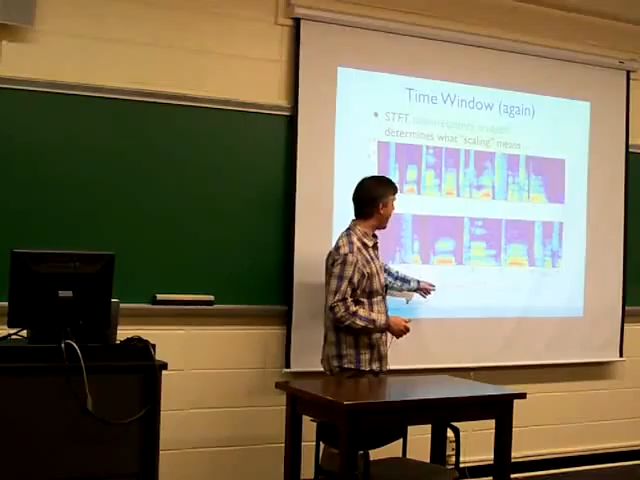 Time Window (again)
• STFT
determines what "scaling" means